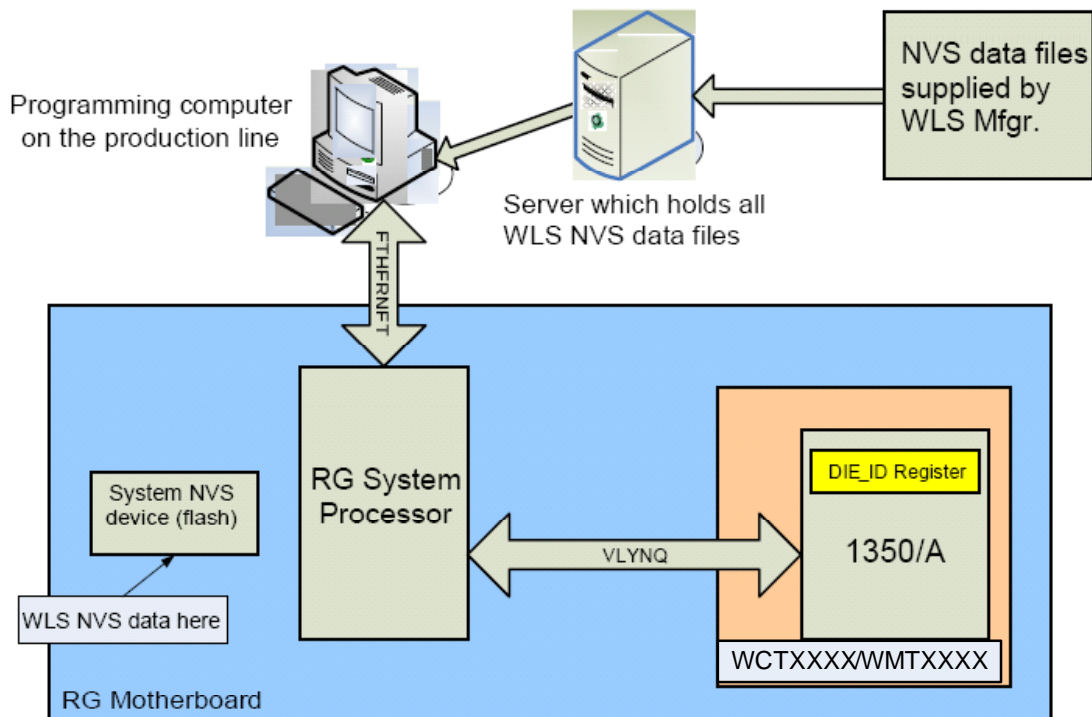 NVS data files
supplied by
WLS Mfgr.
Programming computer
on the production line
Server which holds all
WLS NVS data files
FTHFRNFT
RG System
Processor
System NVS
device (flash)
WLS NVS data here
VLYNQ
DIE_ID Register
1350/A
WCTXXXX/WMTXXXX
RG Motherboard